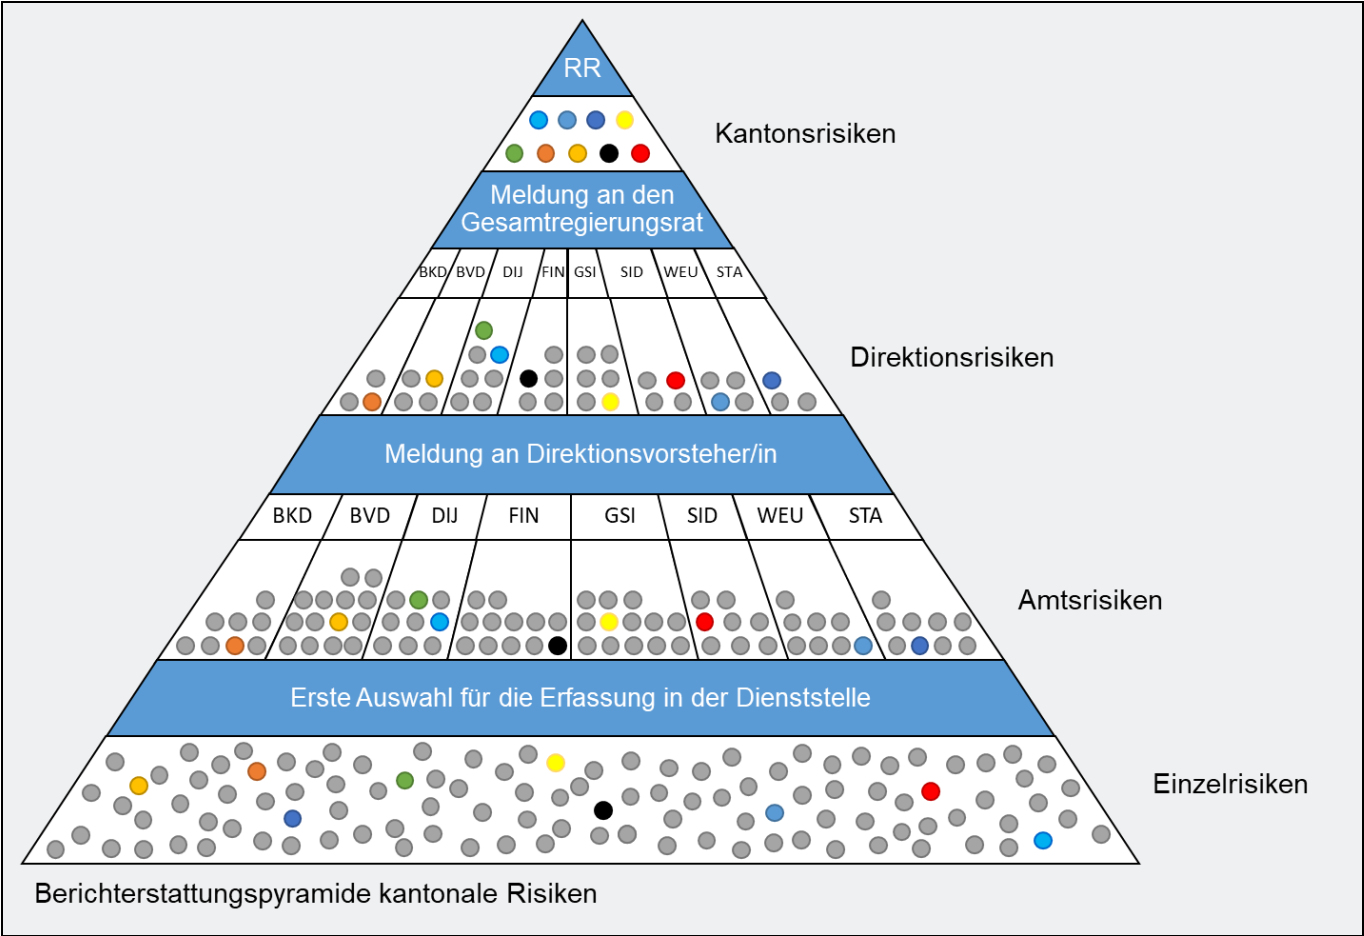 RR
Kantonsrisiken
Meldung an den
Gesamtregierungsrat
BKD BVD DIJ FIN GSI SID WEU STA
Direktionsrisiken
Meldung an Direktionsvorsteher/in
BKD BVD DIJ FIN GSI SID WEU STA
Amtsrisiken
Erste Auswahl für die Erfassung in der Dienststelle
Einzelrisiken
Berichterstattungspyramide kantonale Risiken